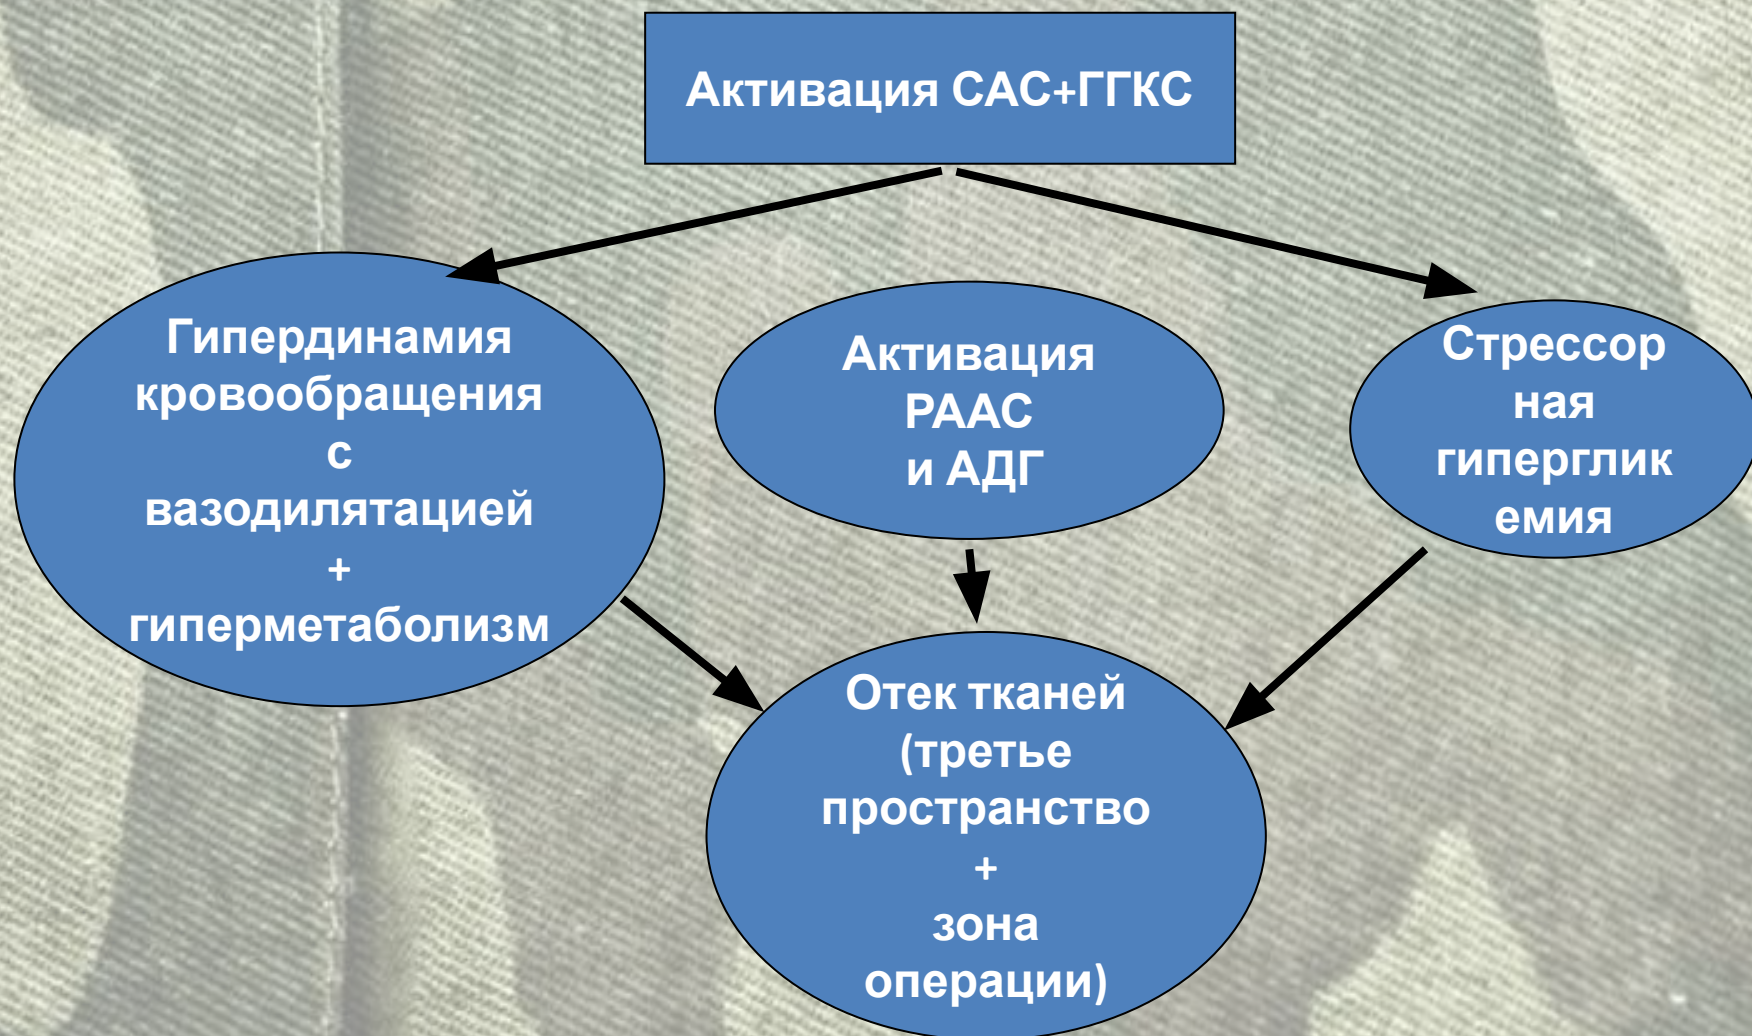 Активация САС+ГГКС
Гипердинамия
кровообращения
с
вазодилятацией
+
гиперметаболизм
Активация
РААС
и АДГ
Стрессор
ная
гиперглик
емия
Отек тканей
(третье
пространство
+
зона
операции)